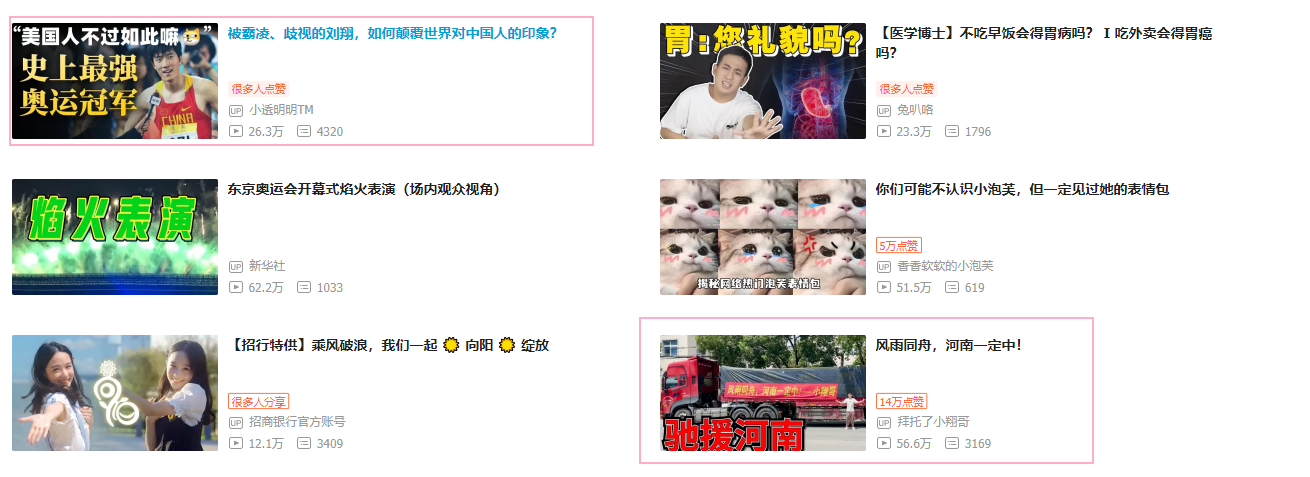 “美国人不过如此嘛🐱”
史上最强
奥运冠军
CHINA
被霸凌、歧视的刘翔，如何颠覆世界对中国人的印象？
很多人点赞
UP 小透明明TM
26.3万 4320
胃:您礼貌吗?
【医学博士】不吃早饭会得胃病吗？ I 吃外卖会得胃癌
吗？
很多人点赞
UP 兔叭咯
23.3万 1796
焰火表演
东京奥运会开幕式焰火表演（场内观众视角）
UP 新华社
62.2万 1033
揭秘网络热门泡芙表情包
你们可能不认识小泡芙，但一定见过她的表情包
5万点赞
UP 香香软软的小泡芙
51.5万 619
【招行特供】乘风破浪，我们一起 🌻 向阳 🌻 绽放
很多人分享
UP 招商银行官方账号
12.1万 3409
风雨同舟，河南一定中！ 小翔哥
驰援河南
风雨同舟，河南一定中！
14万点赞
UP 拜托了小翔哥
56.6万 3169